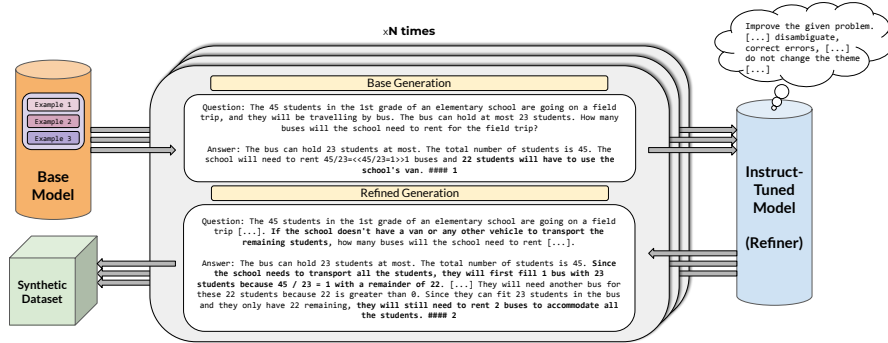 xN times
Improve the given problem.
[...] disambiguate,
correct errors, [...]
do not change the theme
[...]
Example 1
Example 2
Example 3
Base
Model
Base Generation
Question: The 45 students in the 1st grade of an elementary school are going on a field
trip, and they will be travelling by bus. The bus can hold at most 23 students. How many
buses will the school need to rent for the field trip?
Answer: The bus can hold 23 students at most. The total number of students is 45. The
school will need to rent 45/23=<<45/23=1>>1 buses and 22 students will have to use the
school's van. #### 1
Refined Generation
Question: The 45 students in the 1st grade of an elementary school are going on a field
trip [...]. If the school doesn't have a van or any other vehicle to transport the
remaining students, how many buses will the school need to rent [...].
Answer: The bus can hold 23 students at most. The total number of students is 45. Since
the school needs to transport all the students, they will first fill 1 bus with 23
students because 45 / 23 = 1 with a remainder of 22. [...] They will need another bus for
these 22 students because 22 is greater than 0. Since they can fit 23 students in the bus
and they only have 22 remaining, they will still need to rent 2 buses to accommodate all
the students. #### 2
Instruct-
Tuned
Model
(Refiner)
Synthetic
Dataset